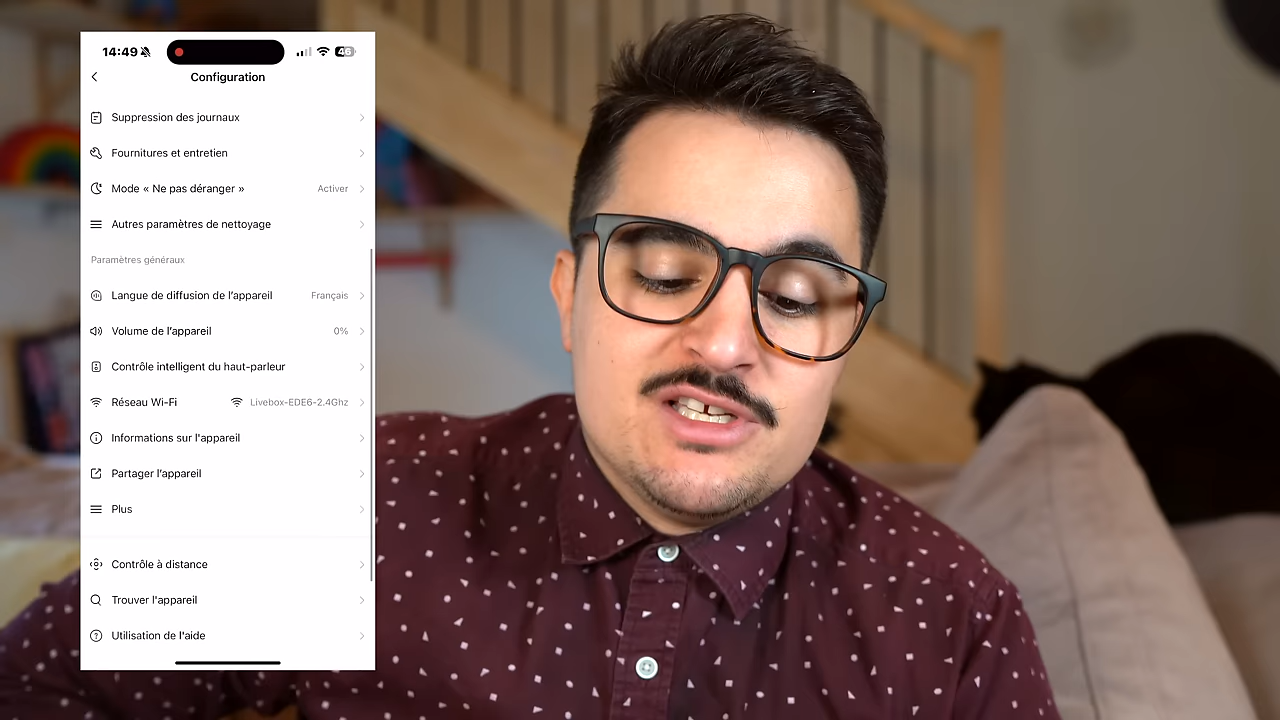 14:49
46
Configuration
Suppression des journaux
Fournitures et entretien
Mode « Ne pas déranger »
Activer
Autres paramètres de nettoyage
Paramètres généraux
Langue de diffusion de l'appareil
Français
Volume de l'appareil
0%
Contrôle intelligent du haut-parleur
Réseau Wi-Fi
Livebox-EDE6-2.4Ghz
Informations sur l'appareil
Partager l'appareil
Plus
Contrôle à distance
Trouver l'appareil
Utilisation de l'aide